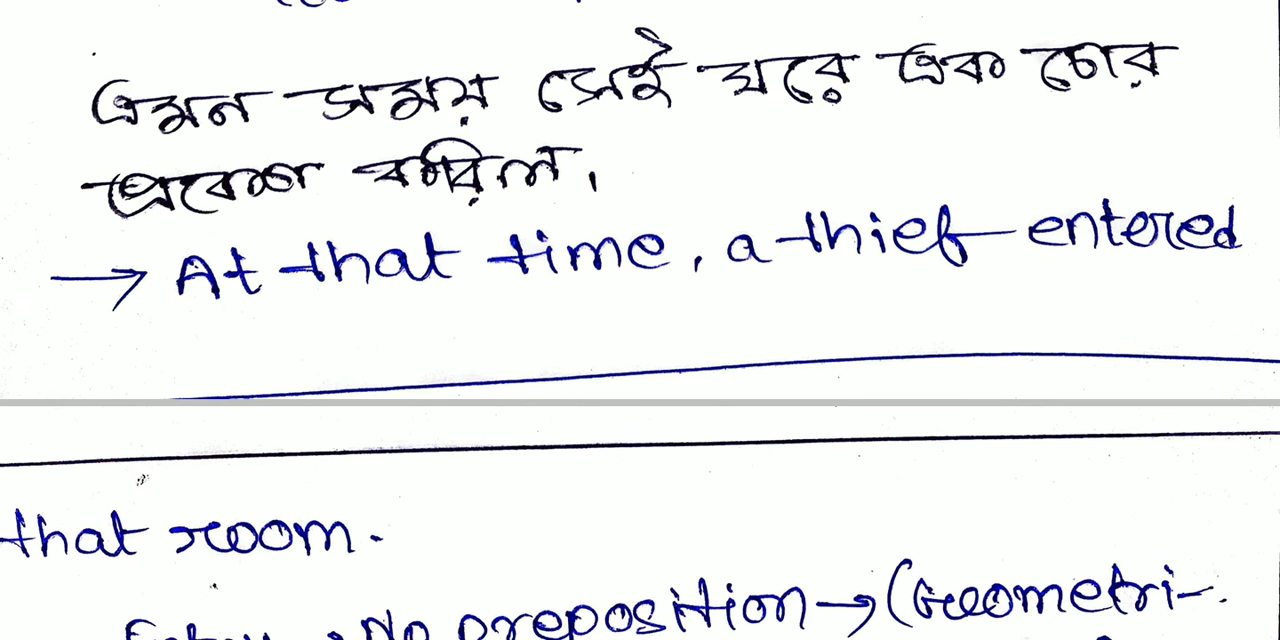 এমন সময় সেই ঘরে এক চোর
প্রবেশ করিল।
→ At that time, a thief entered
that room.
No preposition → (Geometri-